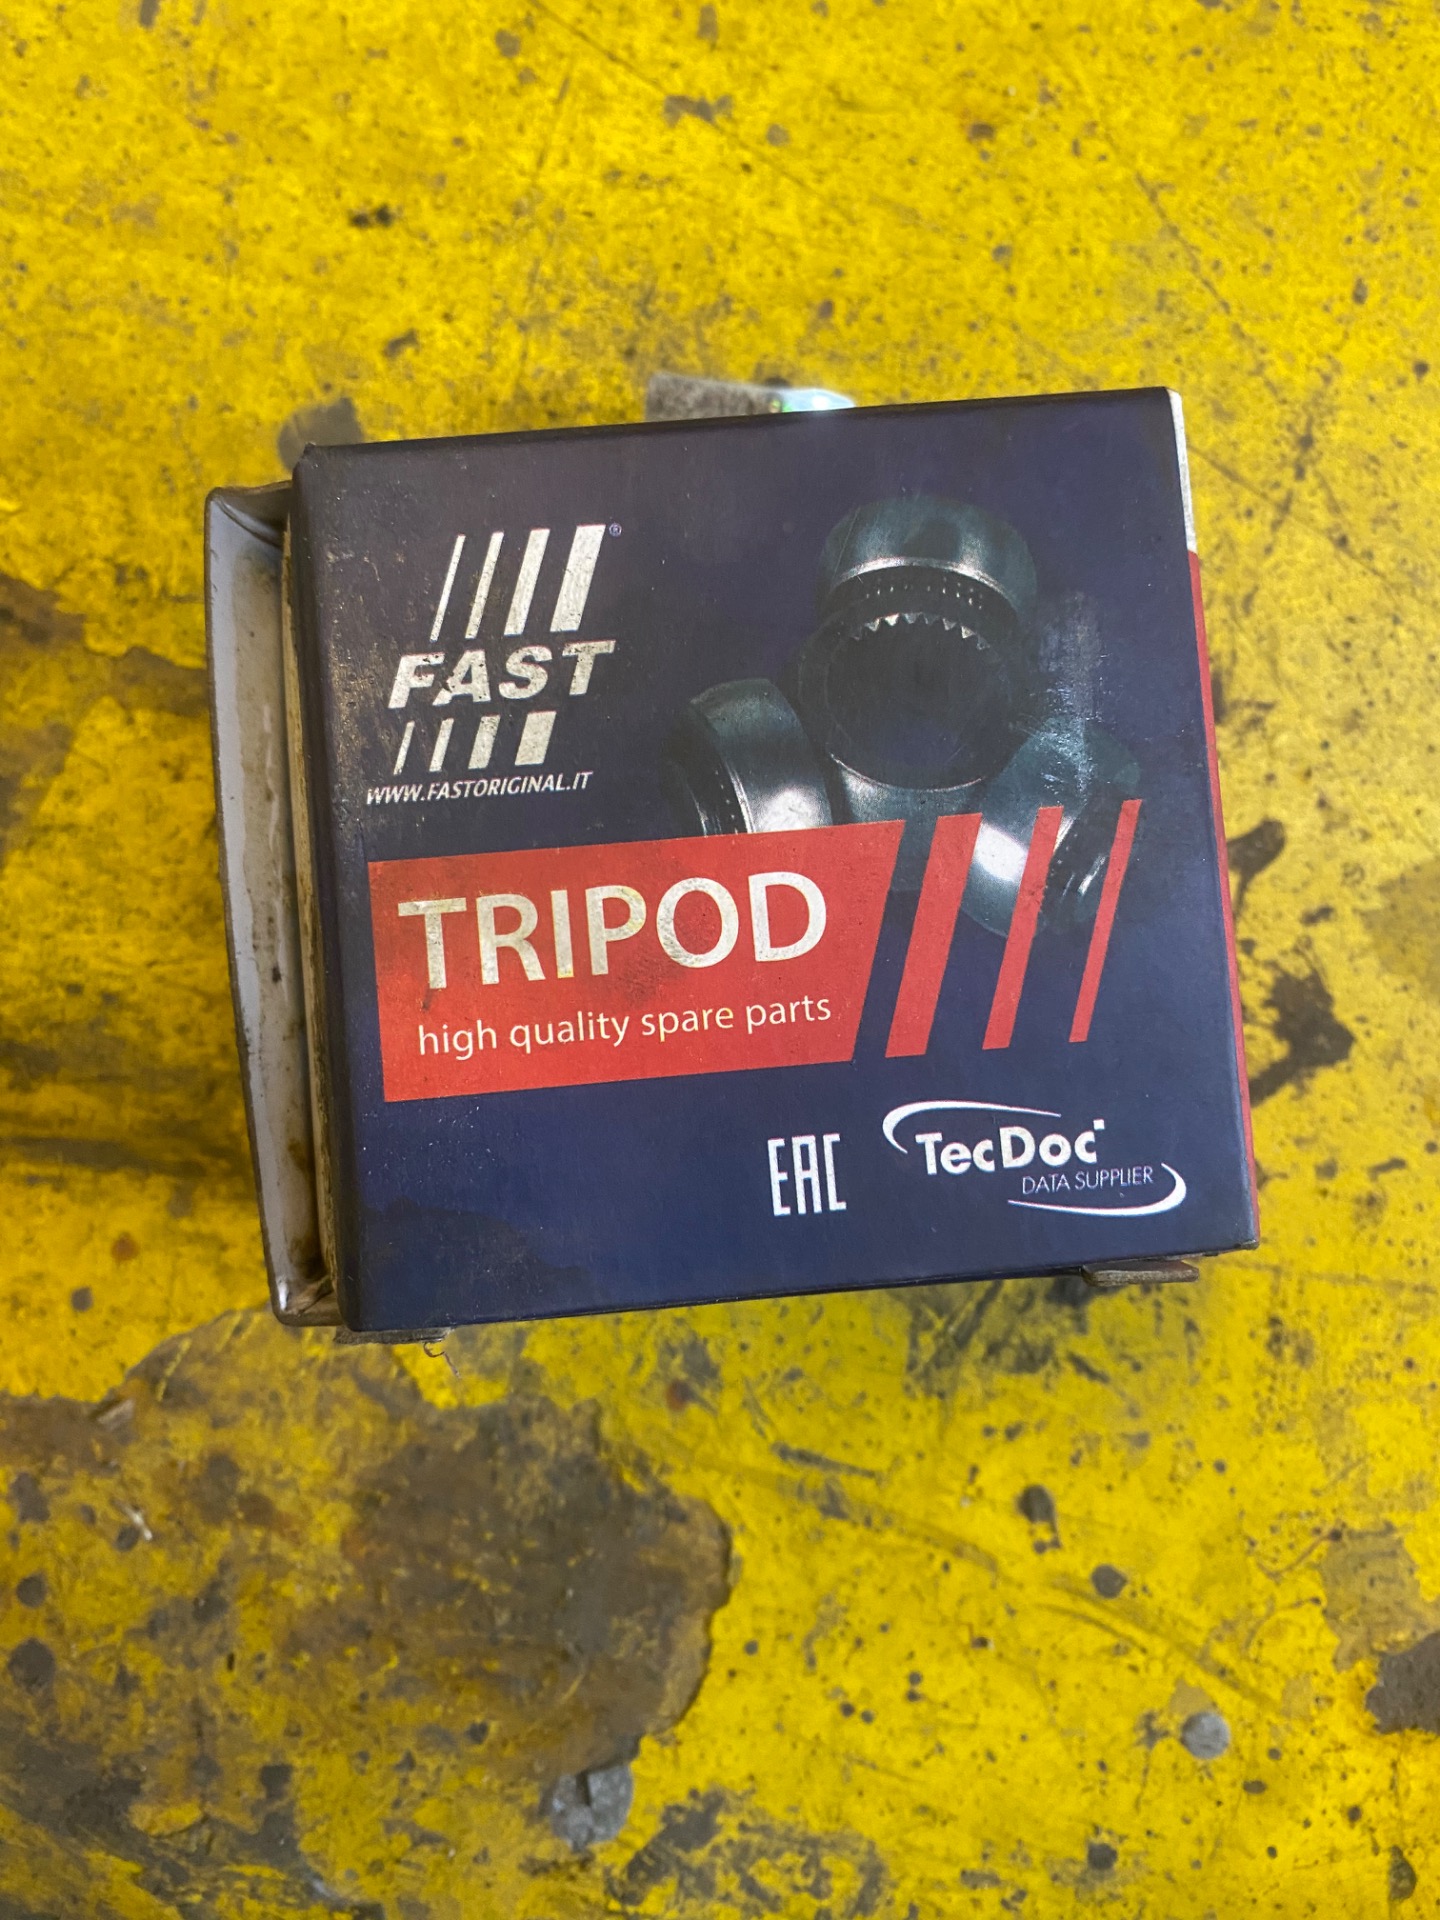 ®
FAST
WWW.FASTORIGINAL.IT
TRIPOD
high quality spare parts
EAC
TecDoc
DATA SUPPLIER